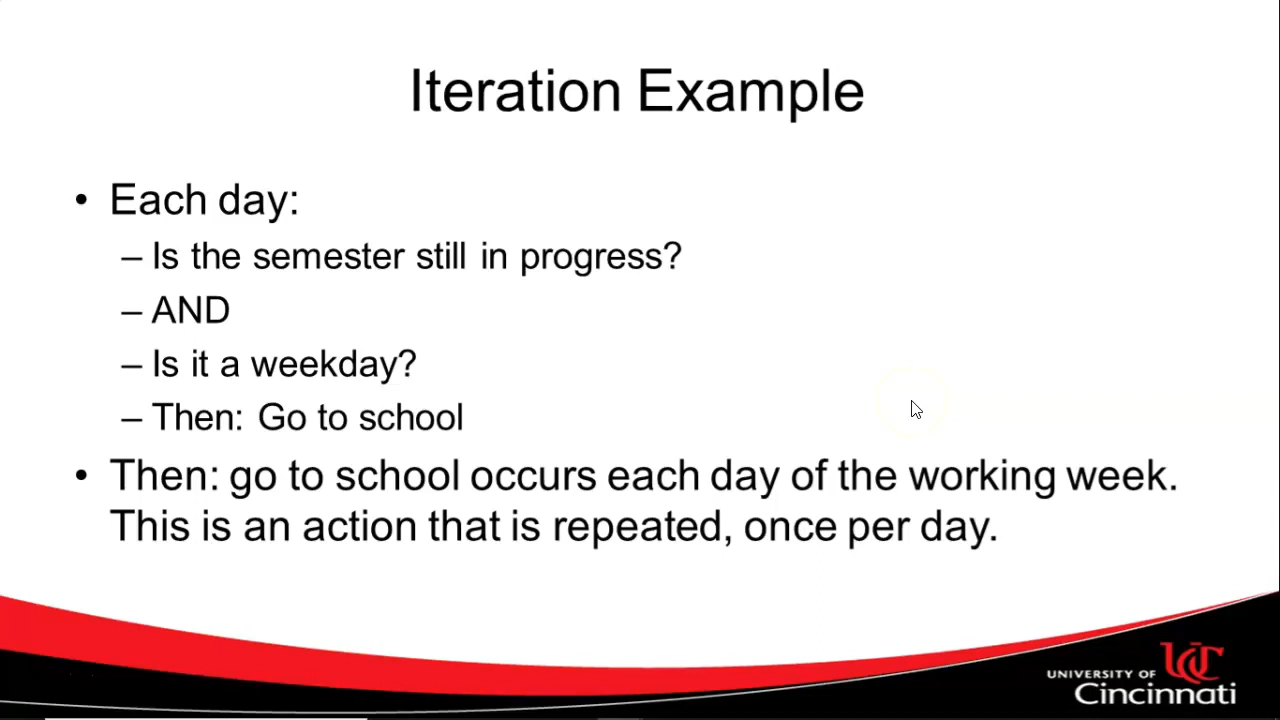 Iteration Example
• Each day:
– Is the semester still in progress?
– AND
– Is it a weekday?
– Then: Go to school
• Then: go to school occurs each day of the working week.
This is an action that is repeated, once per day.
UC
UNIVERSITY OF
Cincinnati